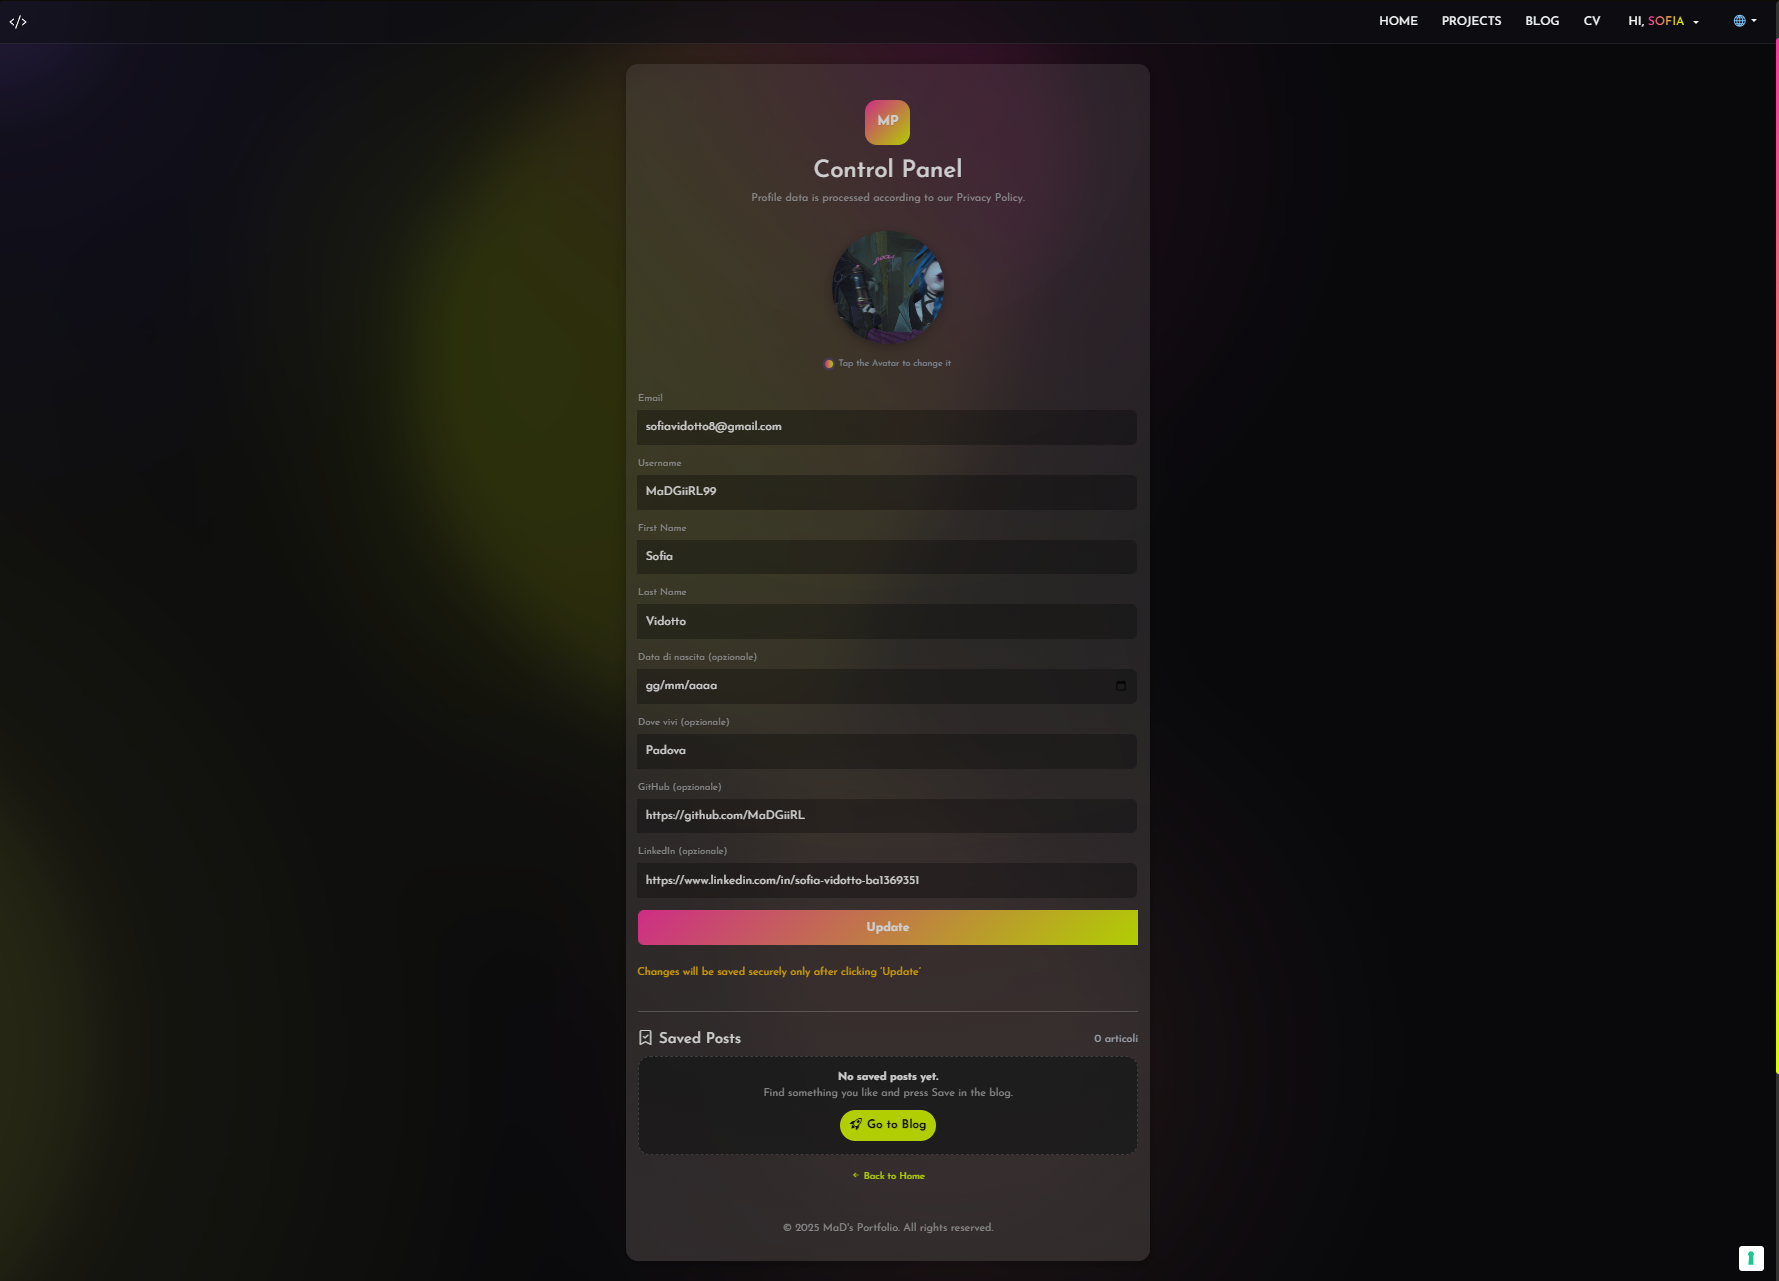 </>
HOME PROJECTS BLOG CV HI, SOFIA
MP
Control Panel
Profile data is processed according to our Privacy Policy.
Tap the Avatar to change it
Email
sofiavidotto8@gmail.com
Username
MaDGiiRL99
First Name
Sofia
Last Name
Vidotto
Data di nascita (opzionale)
gg/mm/aaaa
Dove vivi (opzionale)
Padova
GitHub (opzionale)
https://github.com/MaDGiiRL
LinkedIn (opzionale)
https://www.linkedin.com/in/sofia-vidotto-ba1369351
Update
Changes will be saved securely only after clicking “Update”
Saved Posts 0 articoli
No saved posts yet.
Find something you like and press Save in the blog.
Go to Blog
← Back to Home
© 2025 MaD's Portfolio. All rights reserved.